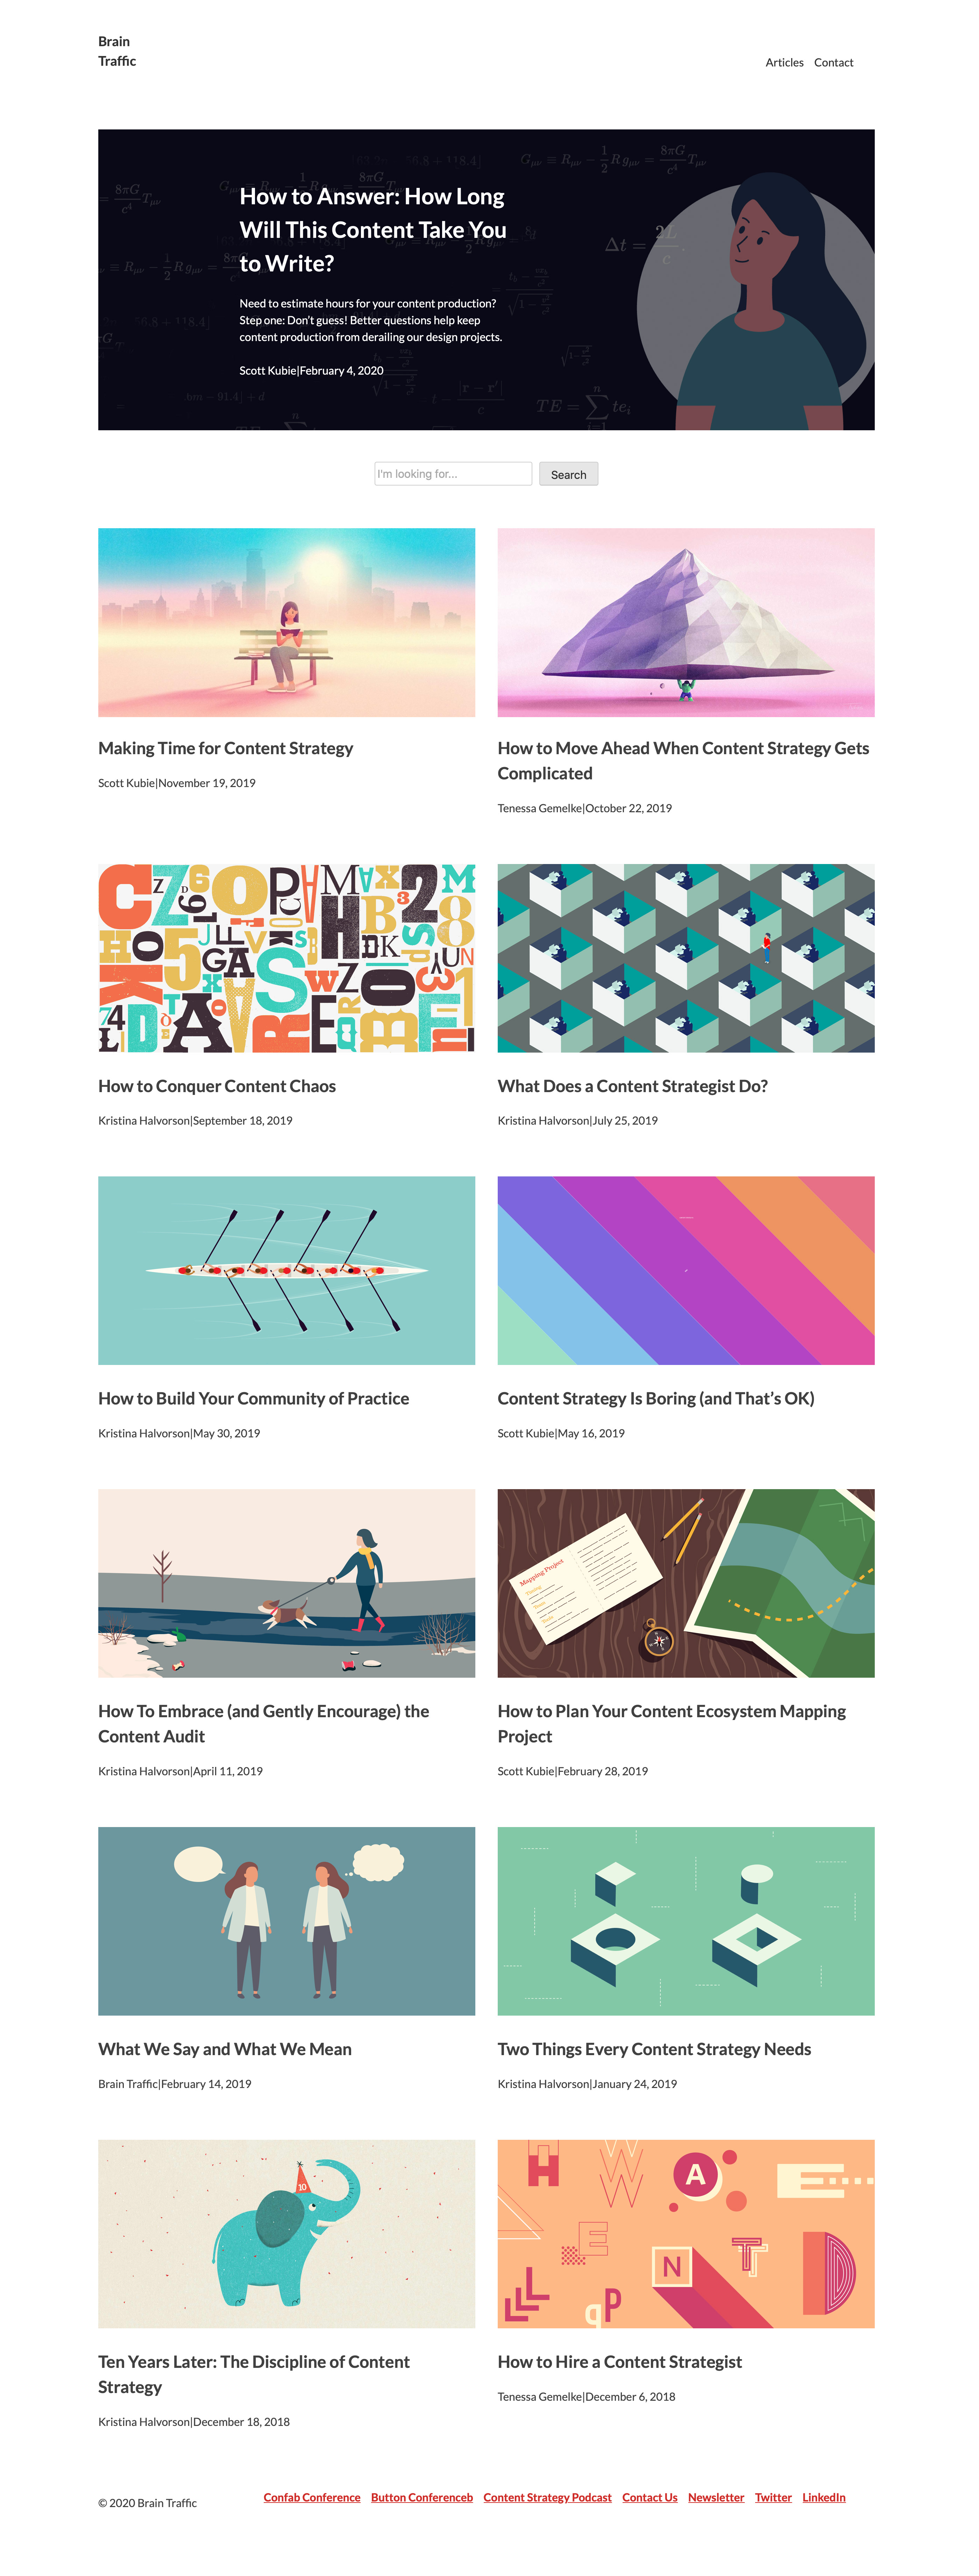 Brain
Traffic
Articles Contact
How to Answer: How Long
Will This Content Take You
to Write?
Need to estimate hours for your content production?
Step one: Don't guess! Better questions help keep
content production from derailing our design projects.
Scott Kubie|February 4, 2020
I'm looking for...
Search
Making Time for Content Strategy
Scott Kubie|November 19, 2019
How to Move Ahead When Content Strategy Gets
Complicated
Tenessa Gemelke|October 22, 2019
How to Conquer Content Chaos
Kristina Halvorson|September 18, 2019
What Does a Content Strategist Do?
Kristina Halvorson|July 25, 2019
How to Build Your Community of Practice
Kristina Halvorson|May 30, 2019
Content Strategy Is Boring (and That’s OK)
Scott Kubie|May 16, 2019
How To Embrace (and Gently Encourage) the
Content Audit
Kristina Halvorson|April 11, 2019
Mapping Project
How to Plan Your Content Ecosystem Mapping
Project
Scott Kubie|February 28, 2019
What We Say and What We Mean
Brain Traffic|February 14, 2019
Two Things Every Content Strategy Needs
Kristina Halvorson|January 24, 2019
10
Ten Years Later: The Discipline of Content
Strategy
Kristina Halvorson|December 18, 2018
H W A E
E N T D
L q P
How to Hire a Content Strategist
Tenessa Gemelke|December 6, 2018
© 2020 Brain Traffic
Confab Conference Button Conferenceb Content Strategy Podcast Contact Us Newsletter Twitter LinkedIn